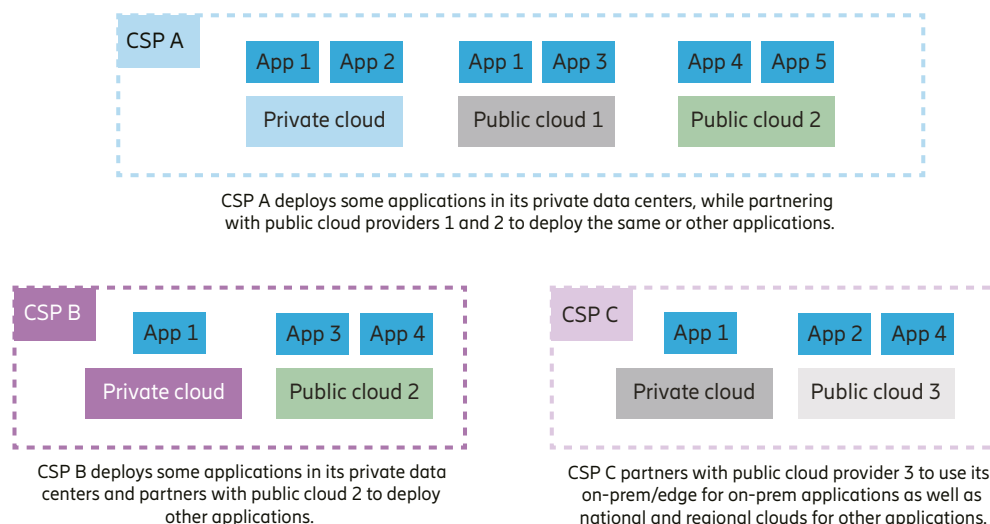 CSP A
App 1 App 2 App 1 App 3 App 4 App 5
Private cloud Public cloud 1 Public cloud 2
CSP A deploys some applications in its private data centers, while partnering
with public cloud providers 1 and 2 to deploy the same or other applications.
CSP B
App 1 App 3 App 4
Private cloud Public cloud 2
CSP B deploys some applications in its private data
centers and partners with public cloud 2 to deploy
other applications.
CSP C
App 1 App 2 App 4
Private cloud Public cloud 3
CSP C partners with public cloud provider 3 to use its
on-prem/edge for on-prem applications as well as
national and regional clouds for other applications.